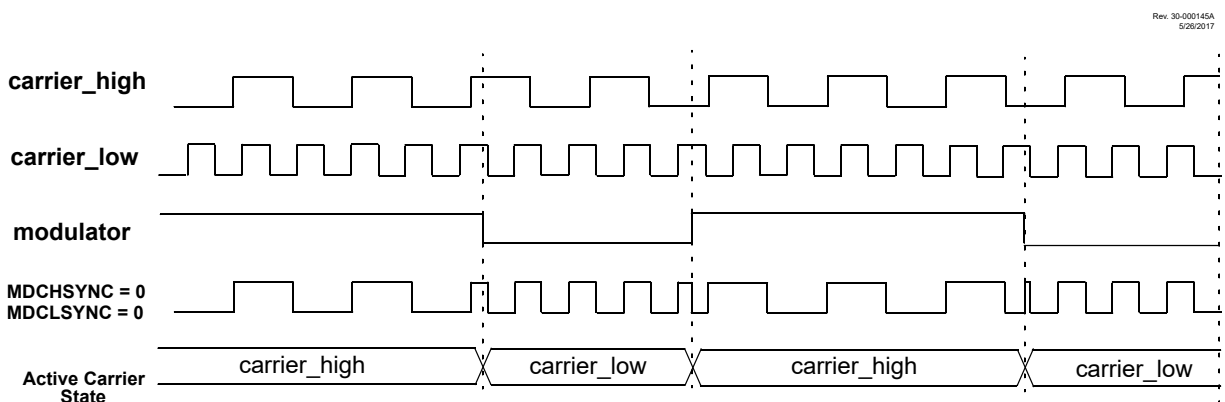 Rev. 30-000145A
5/26/2017
carrier_high
carrier_low
modulator
MDCHSYNC = 0
MDCLSYNC = 0
Active Carrier
State
carrier_high
carrier_low
carrier_high
carrier_low